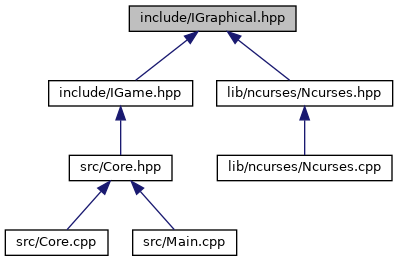 include/IGraphical.hpp
include/IGame.hpp
lib/ncurses/Ncurses.hpp
src/Core.hpp
lib/ncurses/Ncurses.cpp
src/Core.cpp
src/Main.cpp